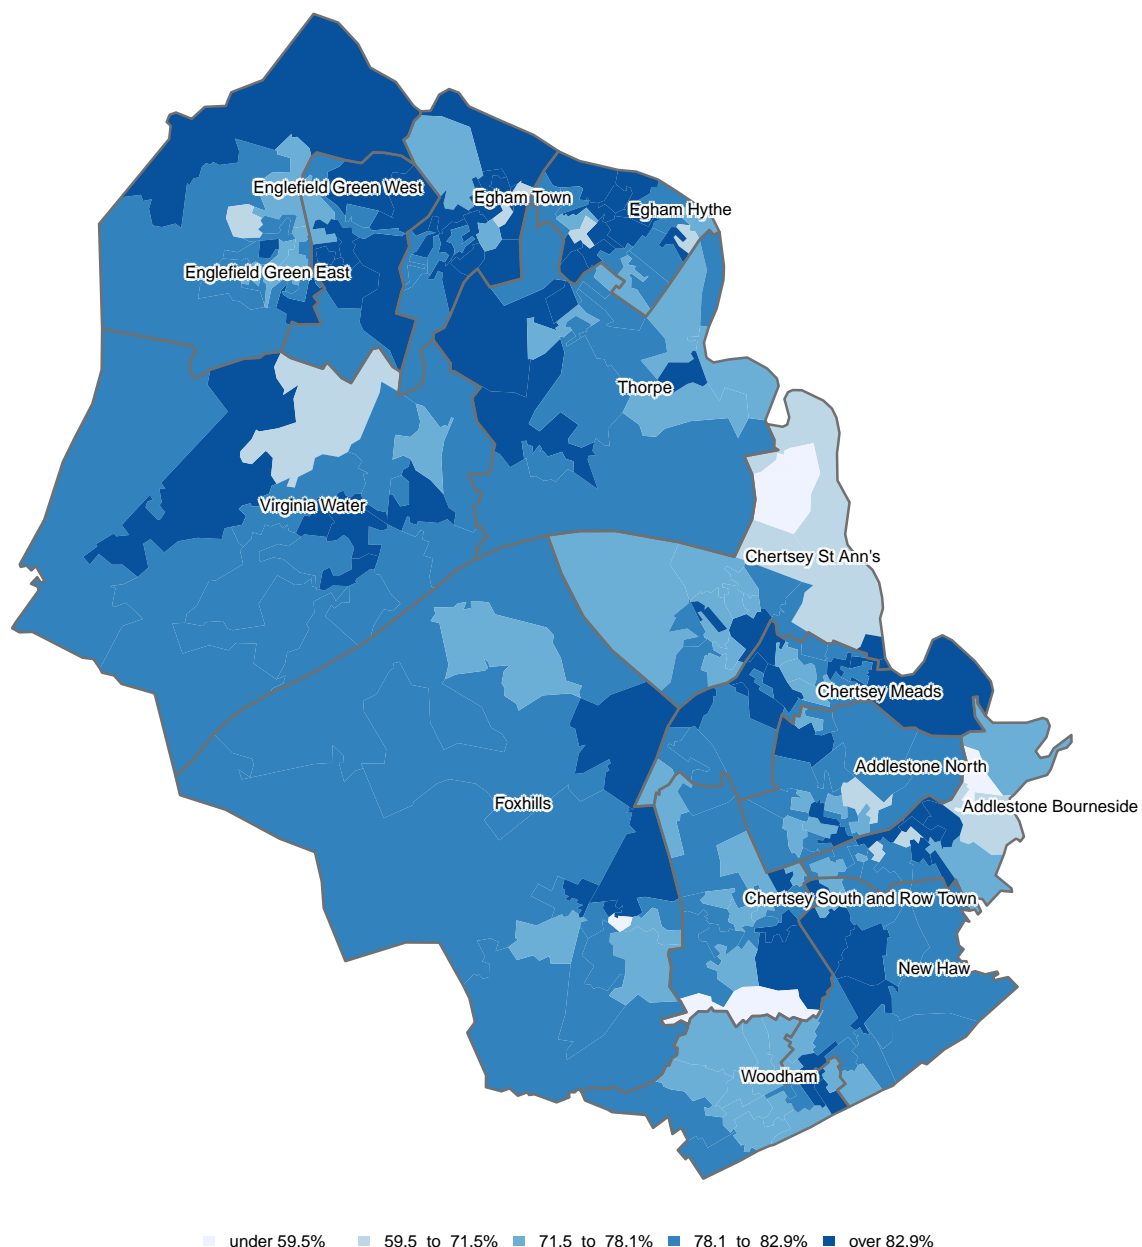 Englefield Green West
Egham Town
Egham Hythe
Englefield Green East
Thorpe
Virginia Water
Chertsey St Ann's
Chertsey Meads
Addlestone North
Foxhills
Addlestone Bourneside
Chertsey South and Row Town
New Haw
Woodham
under 59.5% 59.5 to 71.5% 71.5 to 78.1% 78.1 to 82.9% over 82.9%